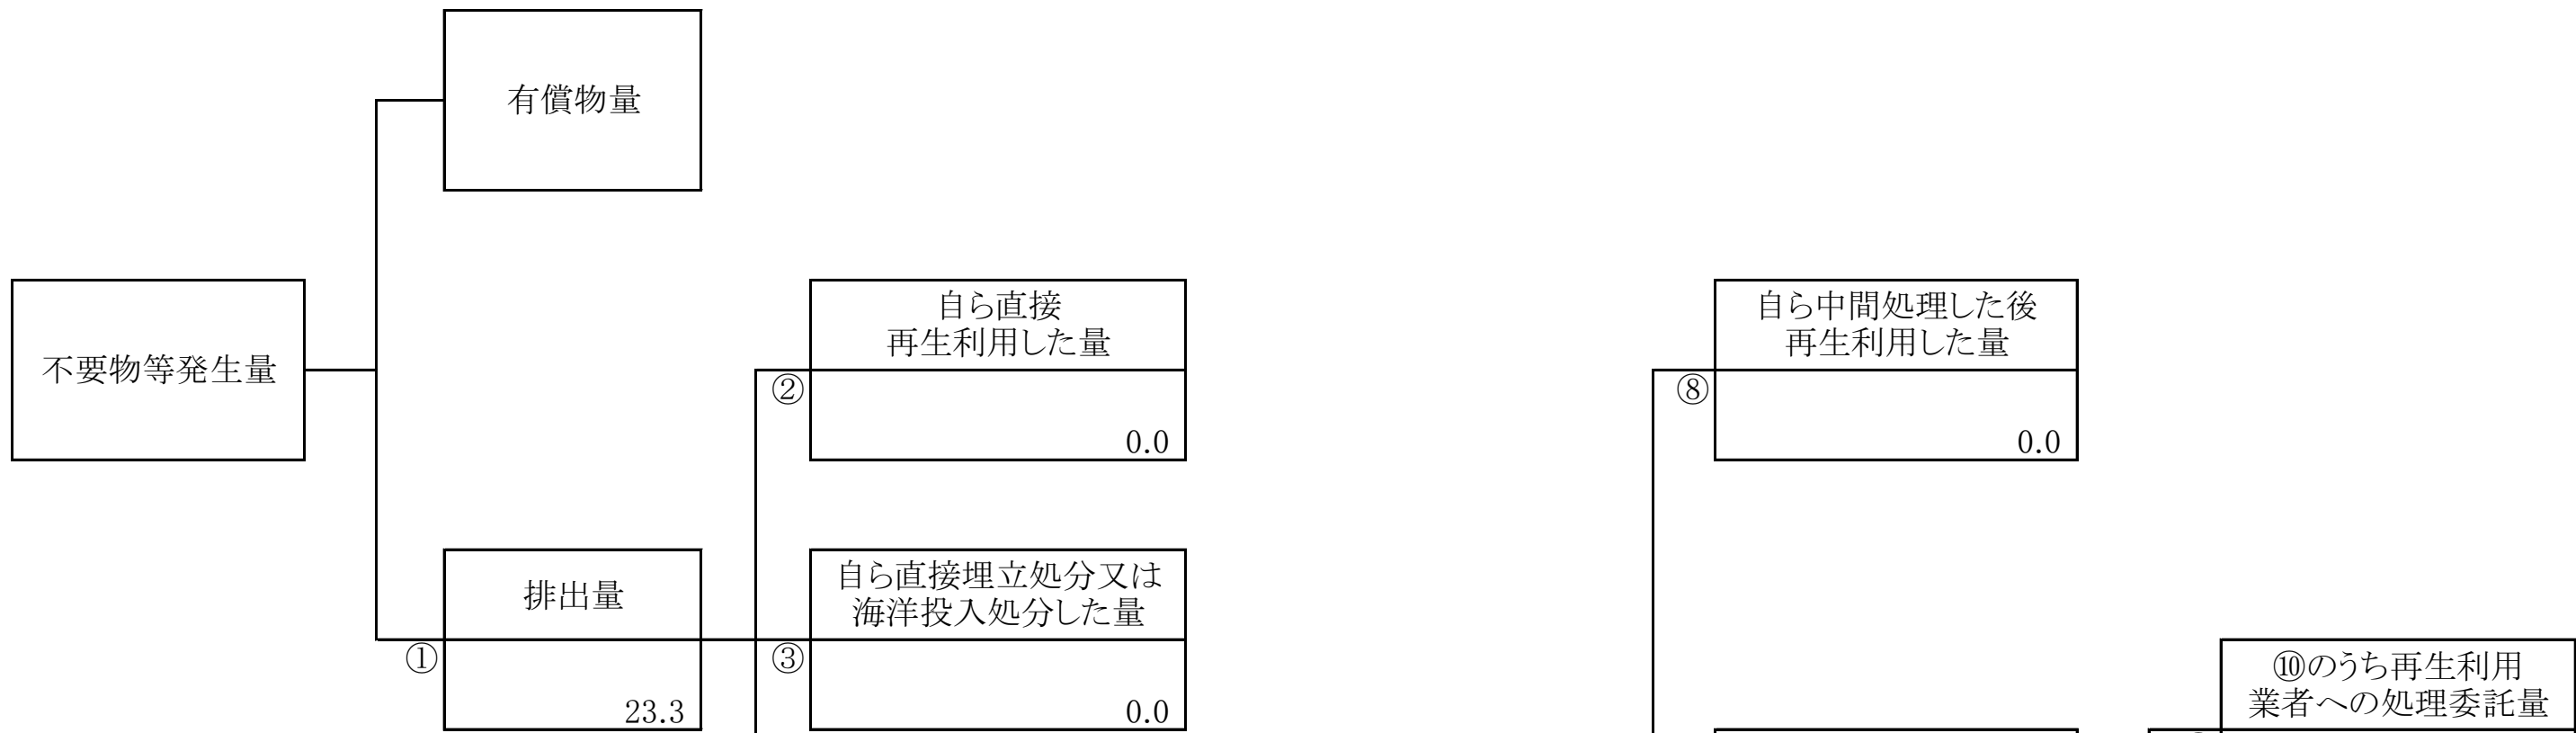 有償物量
不要物等発生量
自ら直接
再生利用した量
②
0.0
自ら中間処理した後
再生利用した量
⑧
0.0
排出量
①
23.3
自ら直接埋立処分又は
海洋投入処分した量
③
0.0
⑩のうち再生利用
業者への処理委託量